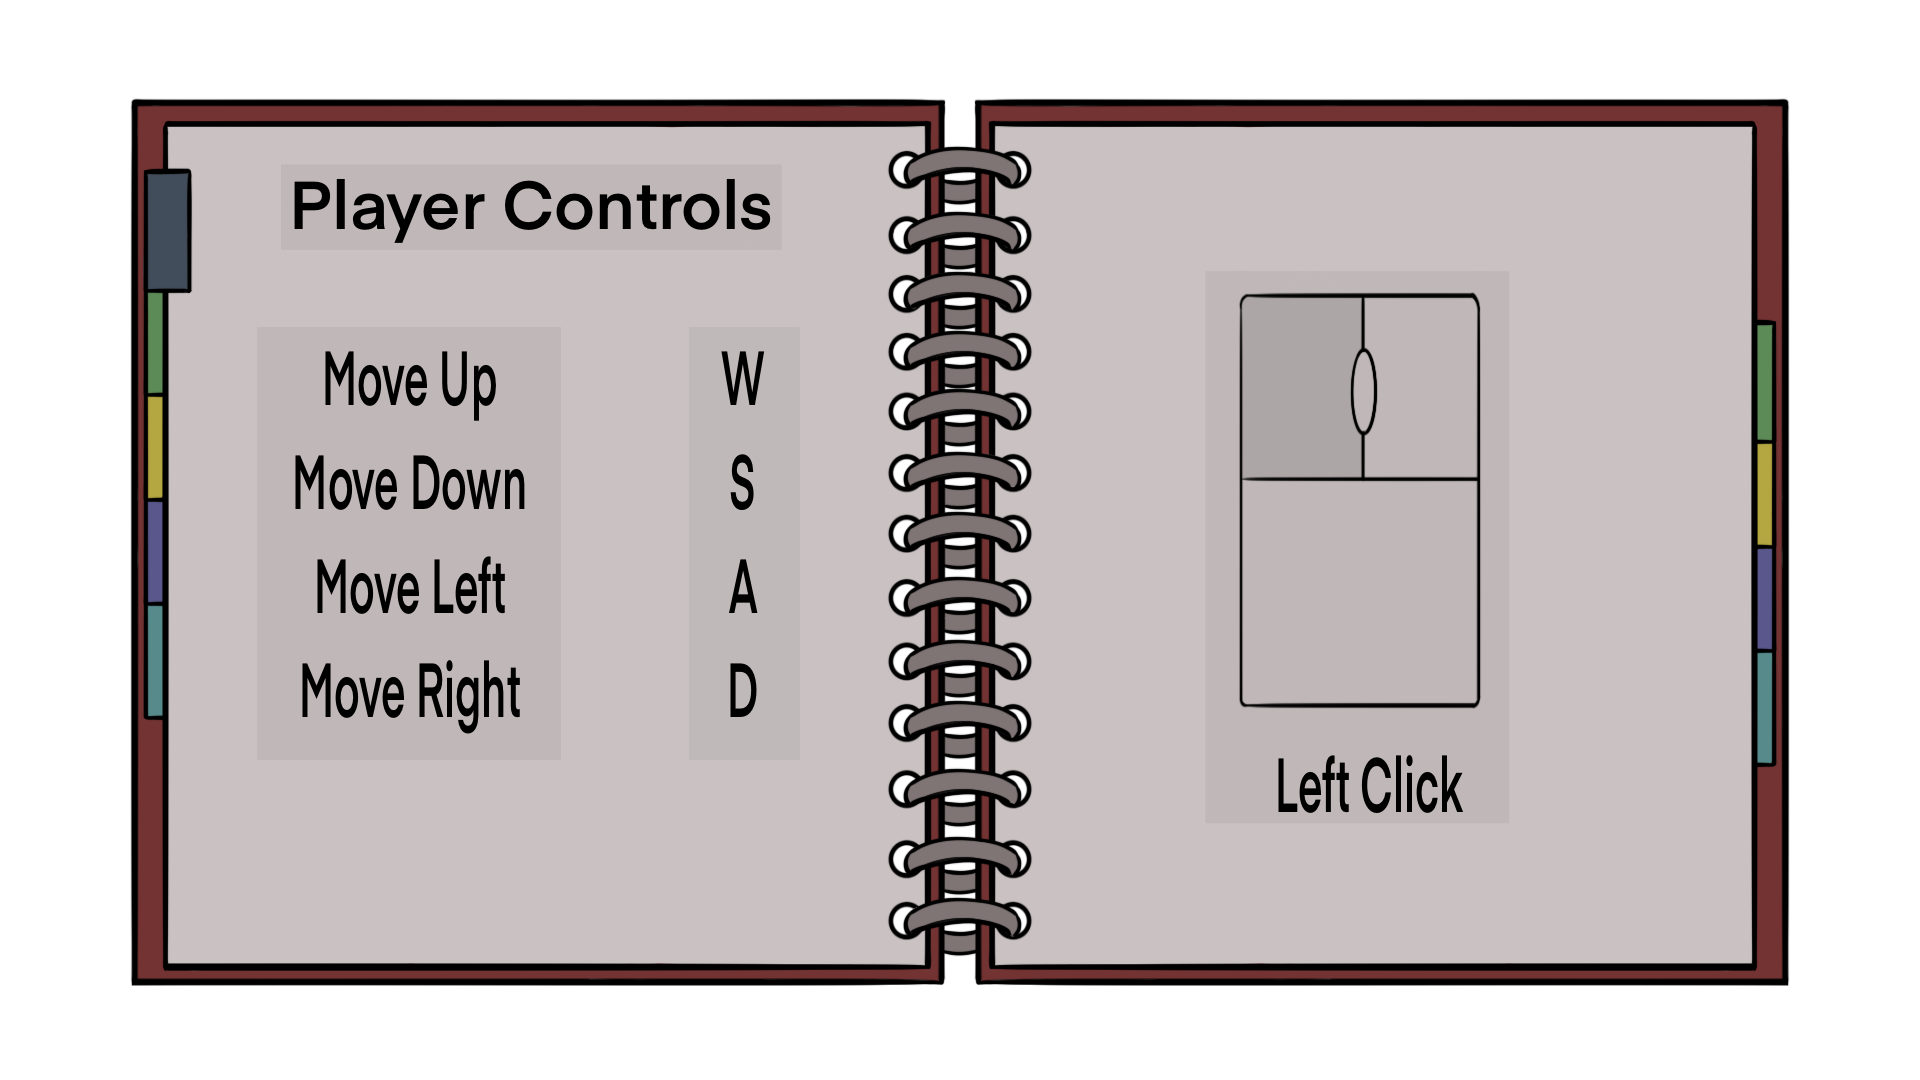 Player Controls
Move Up W
Move Down S
Move Left A
Move Right D
Left Click